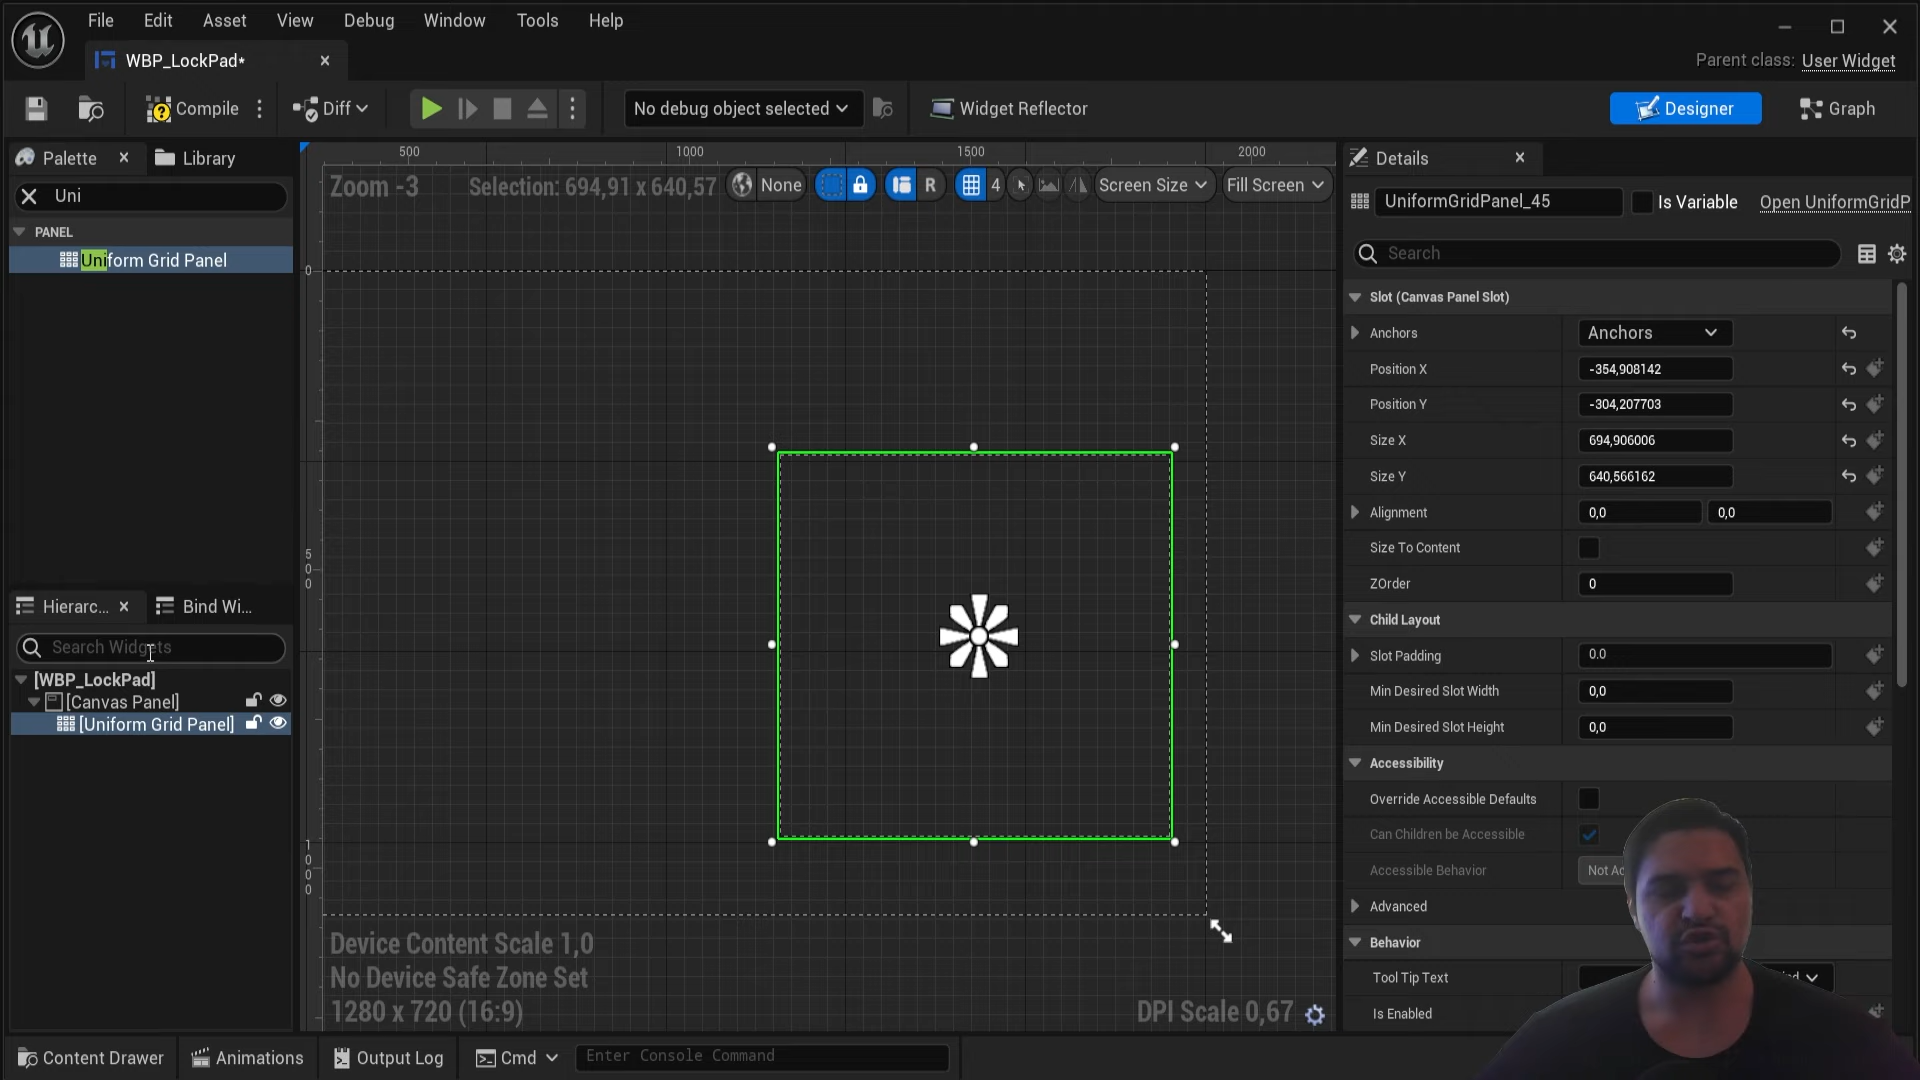 File Edit Asset View Debug Window Tools Help
WBP_LockPad*
Parent class: User Widget
Compile
Diff
No debug object selected
Widget Reflector
Designer
Graph
Palette
Library
Uni
PANEL
Uniform Grid Panel
Hierarc...
Bind Wi...
Search Widgets
[WBP_LockPad]
[Canvas Panel]
[Uniform Grid Panel]
500 1000 1500 2000
Zoom -3
Selection: 694,91 x 640,57
None
R
4
Screen Size
Fill Screen
0
500
1000
Device Content Scale 1,0
No Device Safe Zone Set
1280 x 720 (16:9)
DPI Scale 0,67
Details
UniformGridPanel_45
Is Variable
Open UniformGridP
Search
Slot (Canvas Panel Slot)
Anchors Anchors
Position X -354,908142
Position Y -304,207703
Size X 694,906006
Size Y 640,566162
Alignment 0,0 0,0
Size To Content
ZOrder 0
Child Layout
Slot Padding 0.0
Min Desired Slot Width 0,0
Min Desired Slot Height 0,0
Accessibility
Override Accessible Defaults
Can Children be Accessible
Accessible Behavior Not Ac
Advanced
Behavior
Tool Tip Text
Is Enabled
Content Drawer
Animations
Output Log
Cmd
Enter Console Command